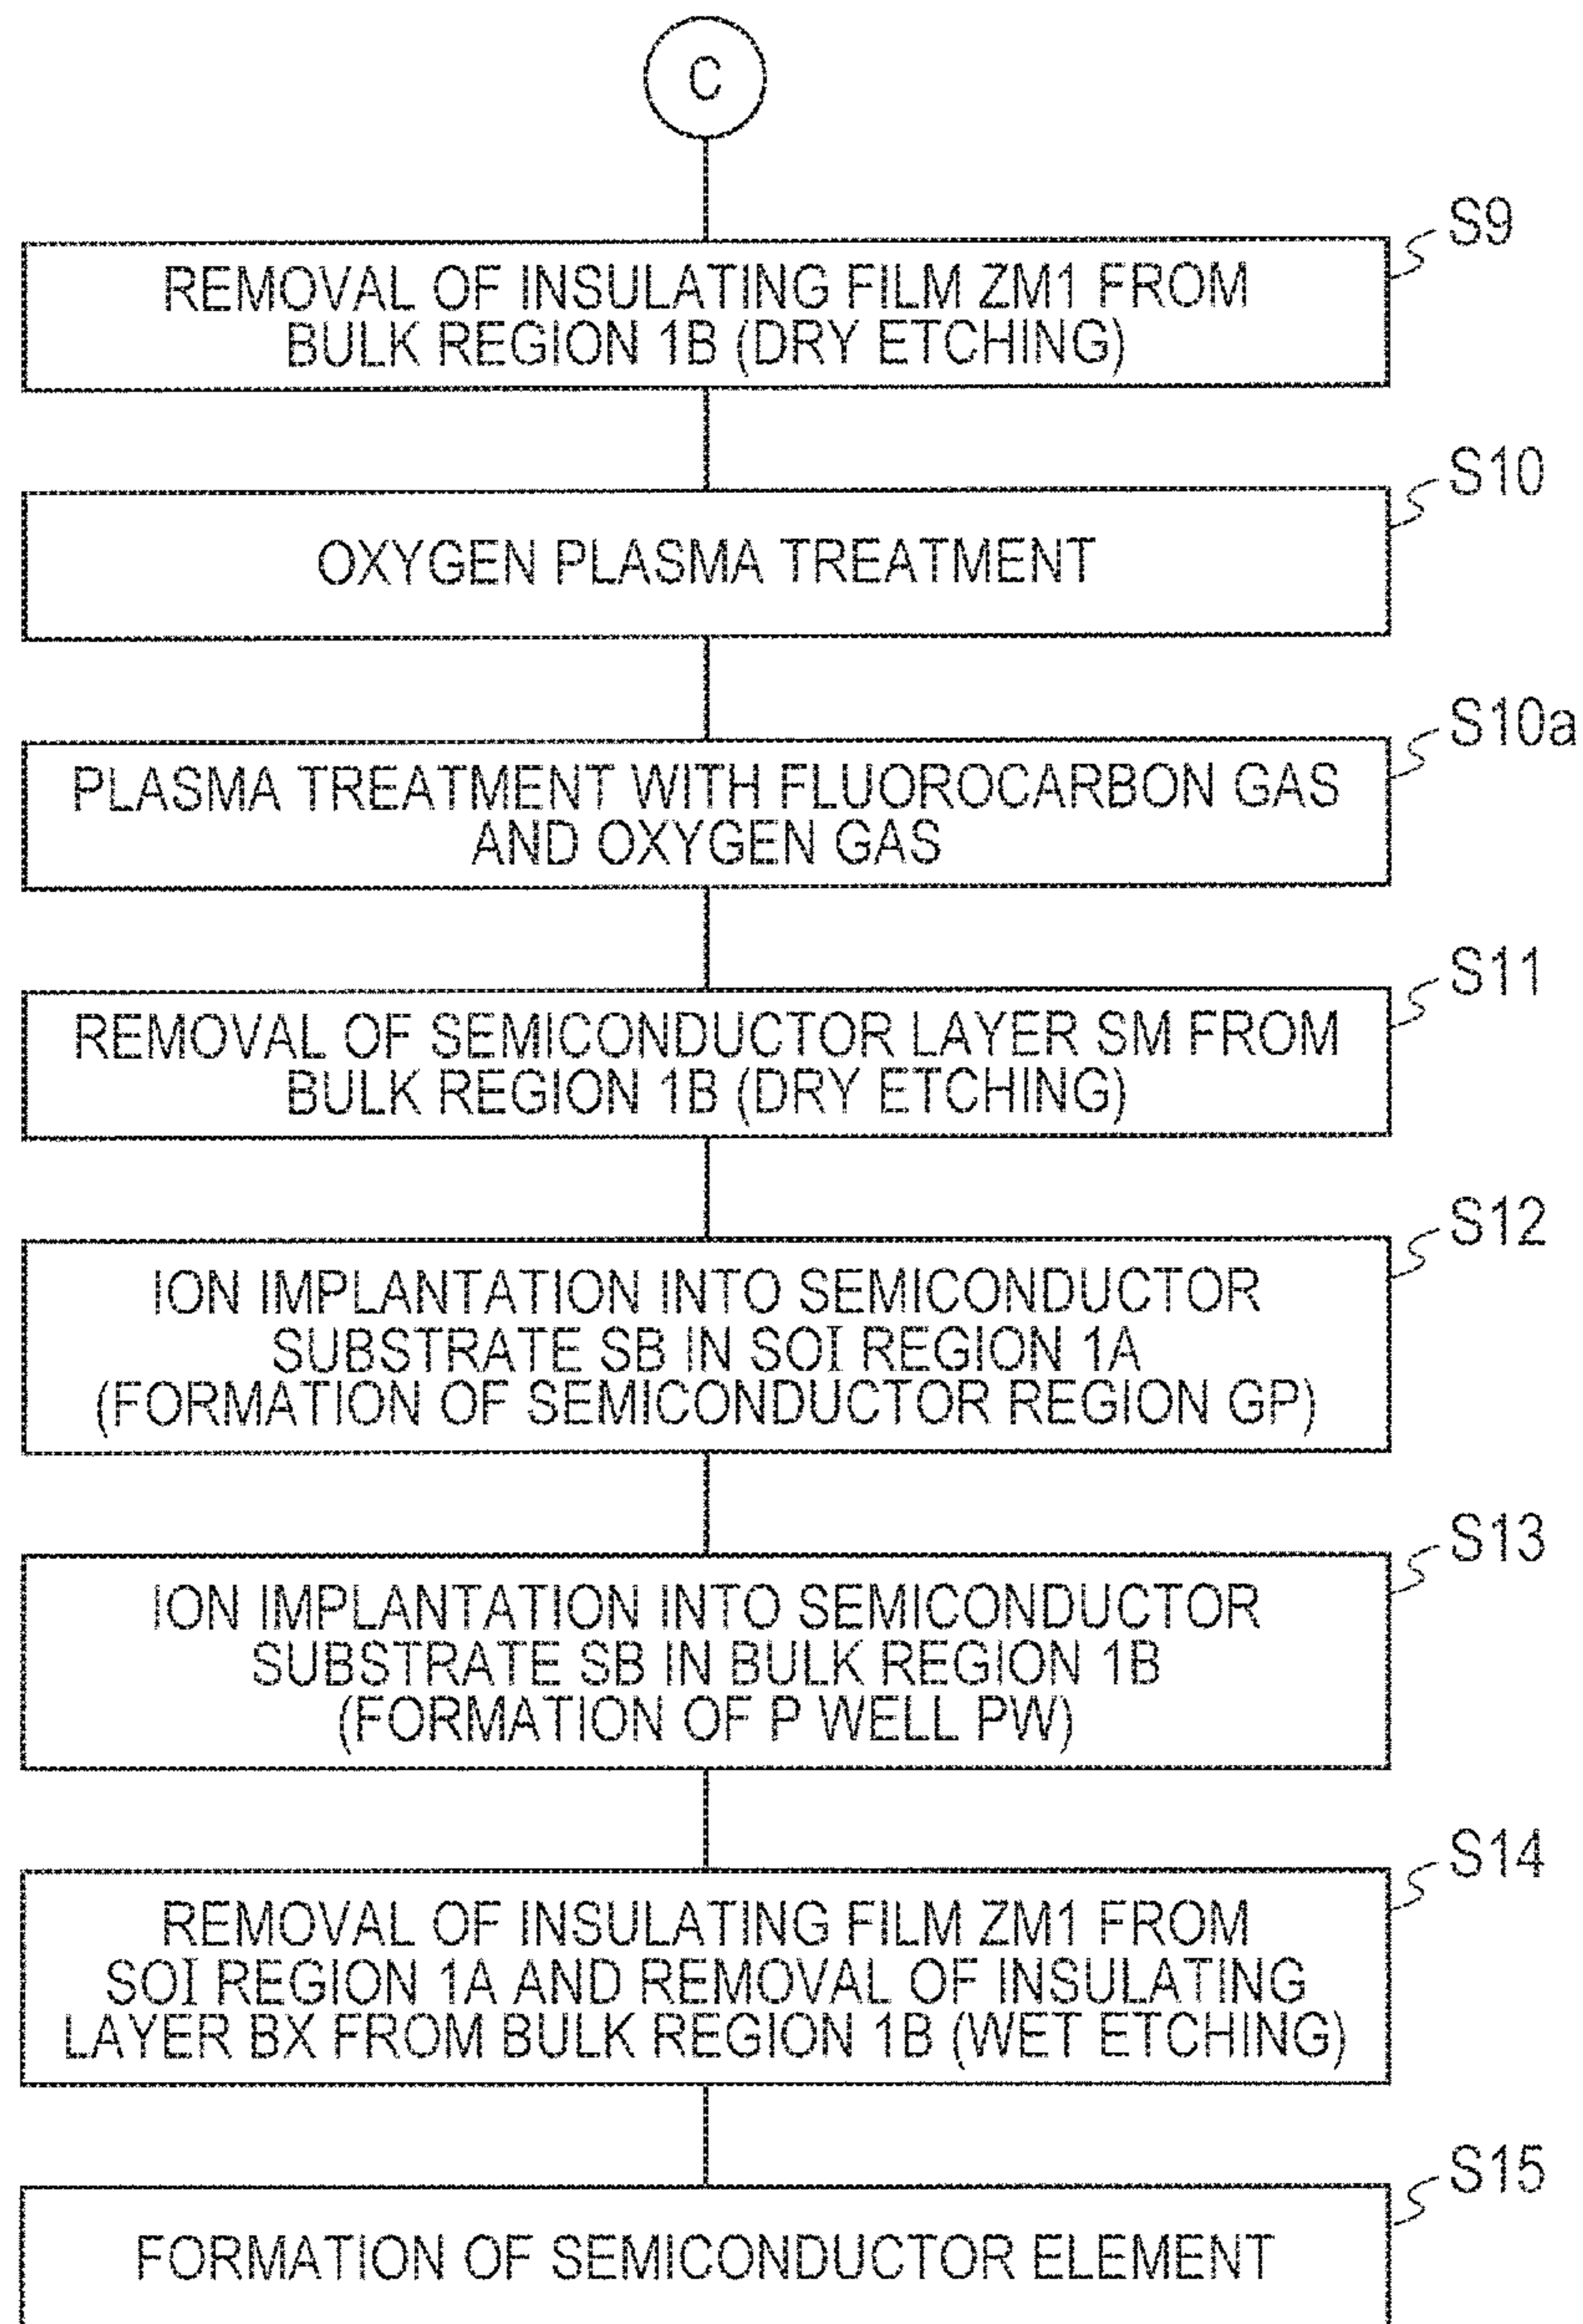 C
S9
REMOVAL OF INSULATING FILM ZM1 FROM
BULK REGION 1B (DRY ETCHING)
S10
OXYGEN PLASMA TREATMENT
S10a
PLASMA TREATMENT WITH FLUOROCARBON GAS
AND OXYGEN GAS
S11
REMOVAL OF SEMICONDUCTOR LAYER SM FROM
BULK REGION 1B (DRY ETCHING)
S12
ION IMPLANTATION INTO SEMICONDUCTOR
SUBSTRATE SB IN SOI REGION 1A
(FORMATION OF SEMICONDUCTOR REGION GP)
S13
ION IMPLANTATION INTO SEMICONDUCTOR
SUBSTRATE SB IN BULK REGION 1B
(FORMATION OF P WELL PW)
S14
REMOVAL OF INSULATING FILM ZM1 FROM
SOI REGION 1A AND REMOVAL OF INSULATING
LAYER BX FROM BULK REGION 1B (WET ETCHING)
S15
FORMATION OF SEMICONDUCTOR ELEMENT